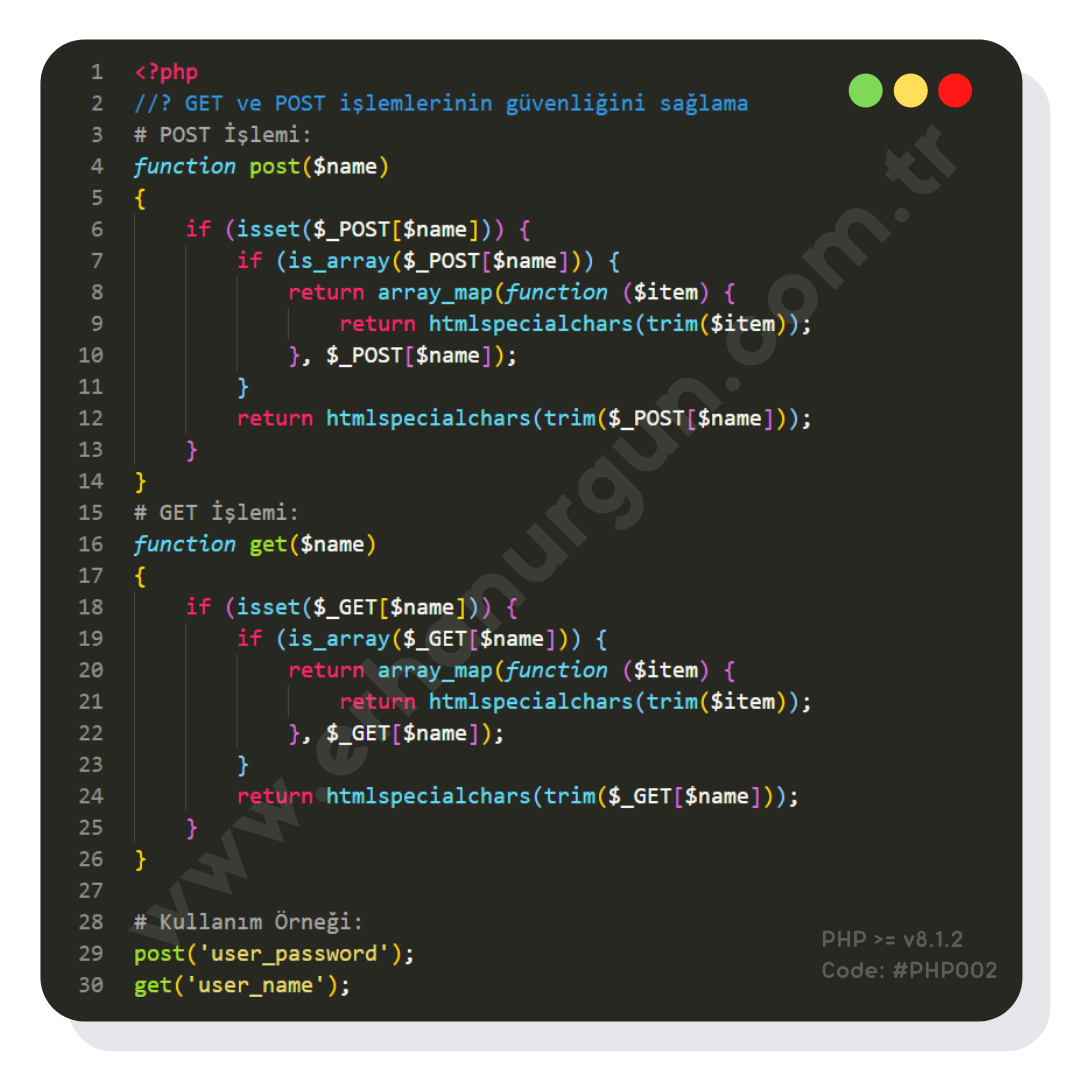 1 <?php
2 //? GET ve POST işlemlerinin güvenliğini sağlama
3 # POST İşlemi:
4 function post($name)
5 {
6     if (isset($_POST[$name])) {
7         if (is_array($_POST[$name])) {
8             return array_map(function ($item) {
9                 return htmlspecialchars(trim($item));
10             }, $_POST[$name]);
11         }
12         return htmlspecialchars(trim($_POST[$name]));
13     }
14 }
15 # GET İşlemi:
16 function get($name)
17 {
18     if (isset($_GET[$name])) {
19         if (is_array($_GET[$name])) {
20             return array_map(function ($item) {
21                 return htmlspecialchars(trim($item));
22             }, $_GET[$name]);
23         }
24         return htmlspecialchars(trim($_GET[$name]));
25     }
26 }
27
28 # Kullanım Örneği:
29 post('user_password');
30 get('user_name');
PHP >= v8.1.2
Code: #PHP002
www.erhanurgun.com.tr